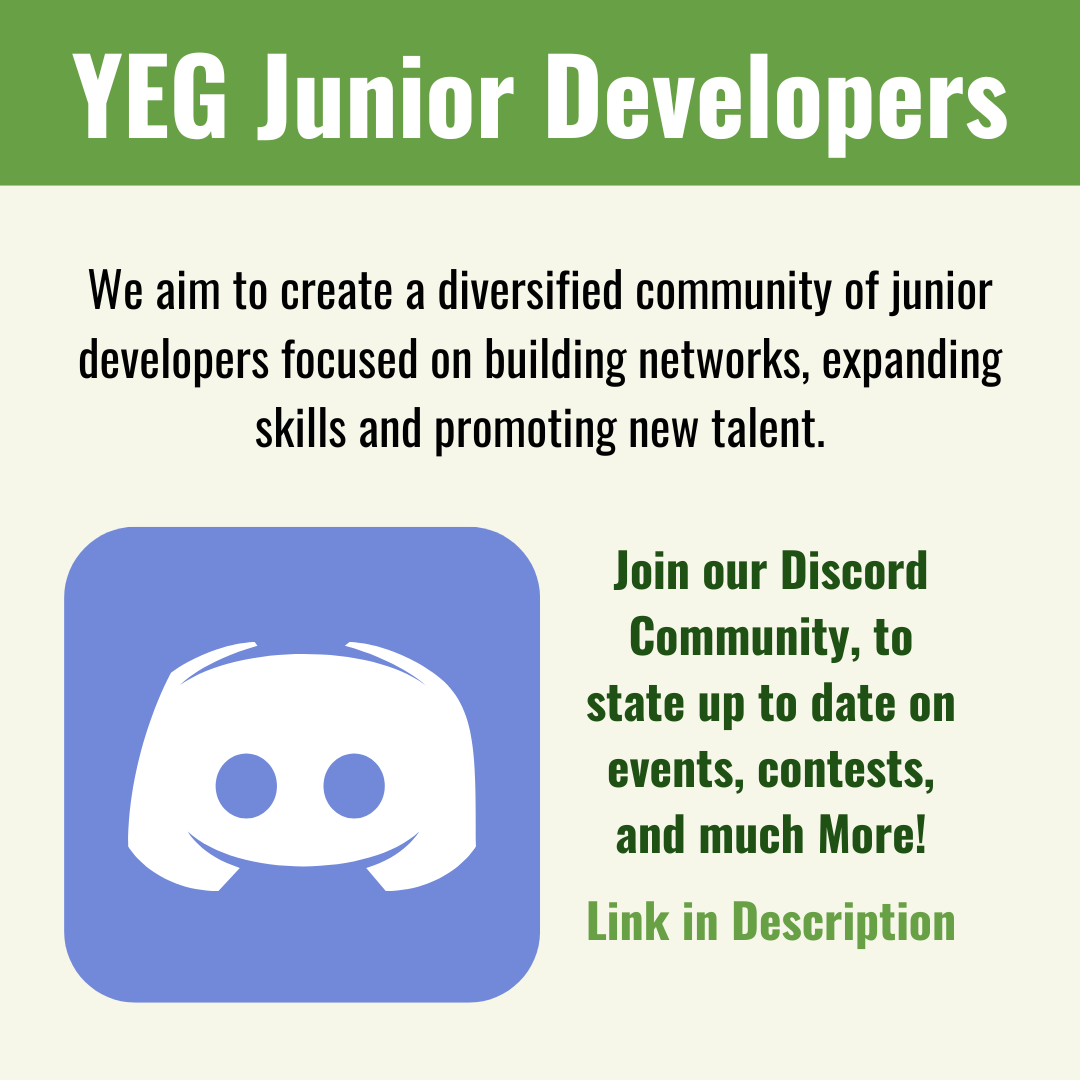 YEG Junior Developers
We aim to create a diversified community of junior
developers focused on building networks, expanding
skills and promoting new talent.
Join our Discord
Community, to
state up to date on
events, contests,
and much More!
Link in Description